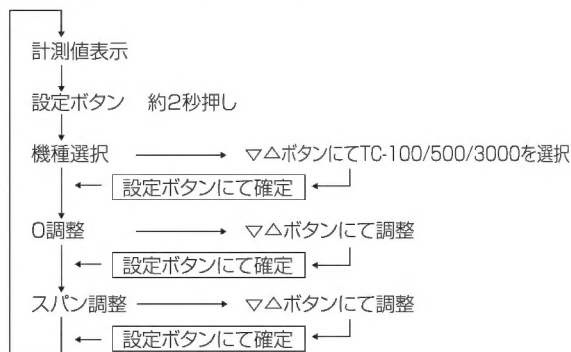 計測値表示
設定ボタン 約2秒押し
機種選択 ▽△ボタンにてTC-100/500/3000を選択
設定ボタンにて確定
0調整 ▽△ボタンにて調整
設定ボタンにて確定
スパン調整 ▽△ボタンにて調整
設定ボタンにて確定